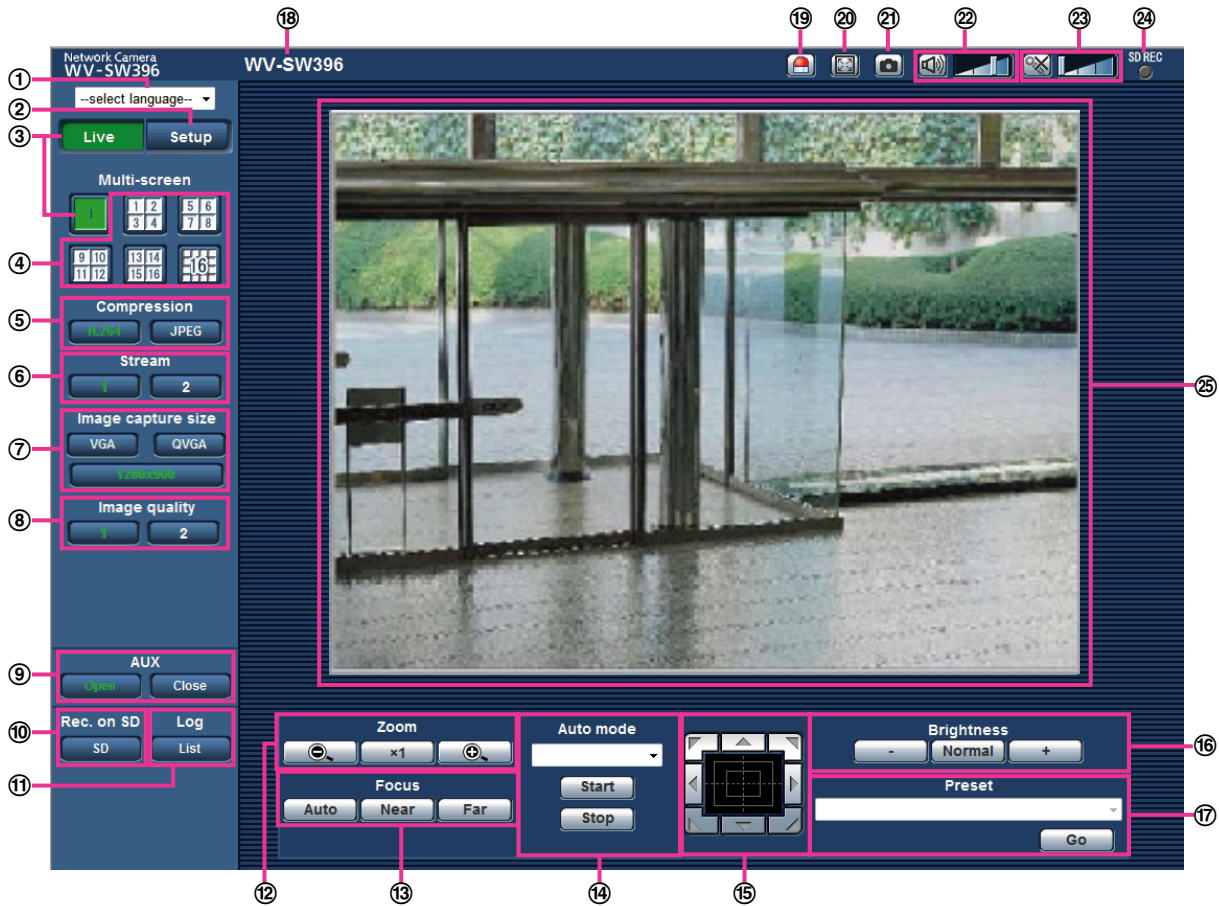 ⑱ ⑲ ⑳ ㉑ ㉒ ㉓ ㉔
Network Camera
WV-SW396
WV-SW396
SD REC
①
--select language--
②
③
Live Setup
Multi-screen
1
1 2 3 4
5 6 7 8
④
9 10 11 12
13 14 15 16
16
Compression
⑤
H.264 JPEG
Stream
⑥
1 2
Image capture size
⑦
VGA QVGA
1280x960
Image quality
⑧
1 2
㉕
AUX
⑨
Open Close
Rec. on SD Log
⑩
SD List
⑪
Zoom
×1
Focus
Auto Near Far
Auto mode
Start
Stop
Brightness
- Normal +
⑯
Preset
⑰
Go
⑫ ⑬ ⑭ ⑮